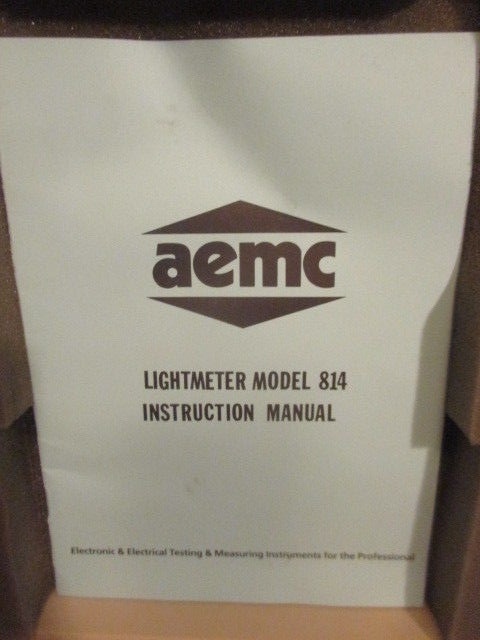 aemc
LIGHTMETER MODEL 814
INSTRUCTION MANUAL
Electronic & Electrical Testing & Measuring Instruments for the Professional